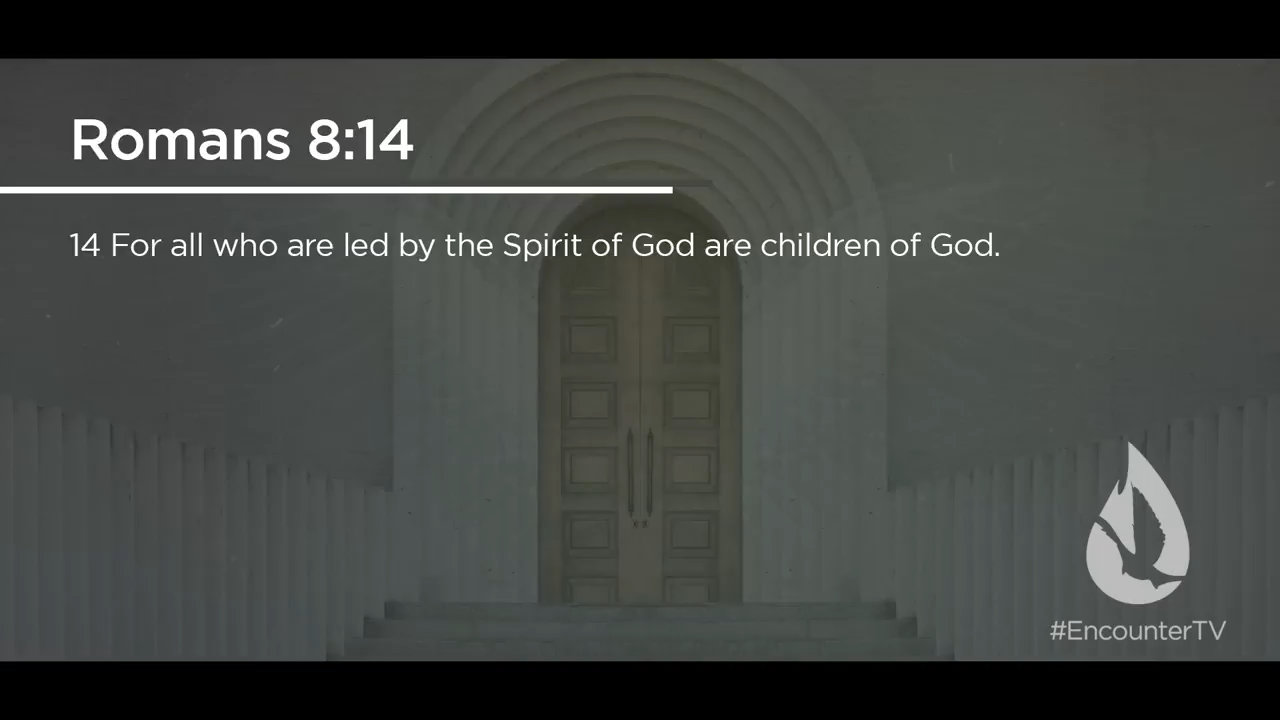 Romans 8:14
14 For all who are led by the Spirit of God are children of God.
#EncounterTV